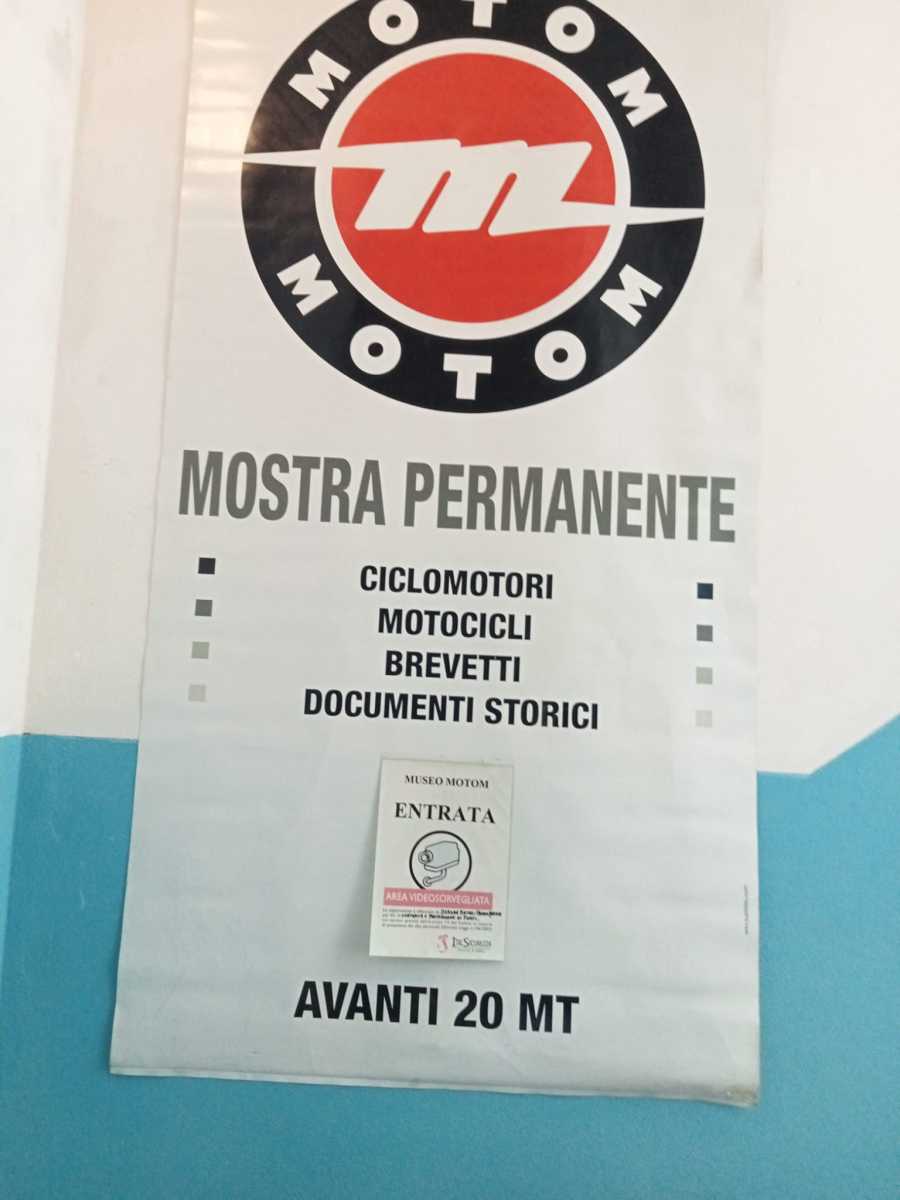 MOTOM
m
MOTOM
MOSTRA PERMANENTE
CICLOMOTORI
MOTOCICLI
BREVETTI
DOCUMENTI STORICI
MUSEO MOTOM
ENTRATA
AREA VIDEOSORVEGLIATA
AVANTI 20 MT